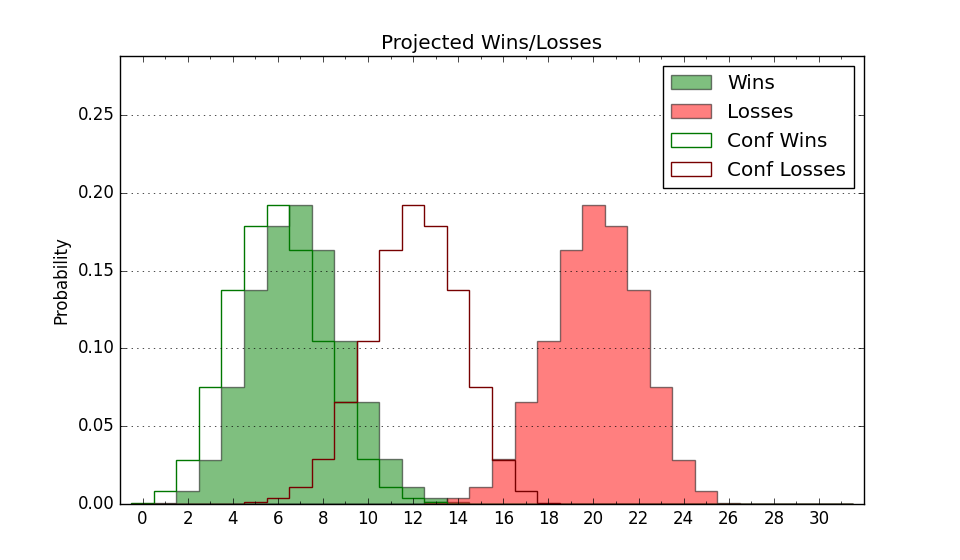 Projected Wins/Losses
Wins
Losses
Conf Wins
Conf Losses
0.25
0.20
0.15
0.10
0.05
0.00
Probability
0 2 4 6 8 10 12 14 16 18 20 22 24 26 28 30